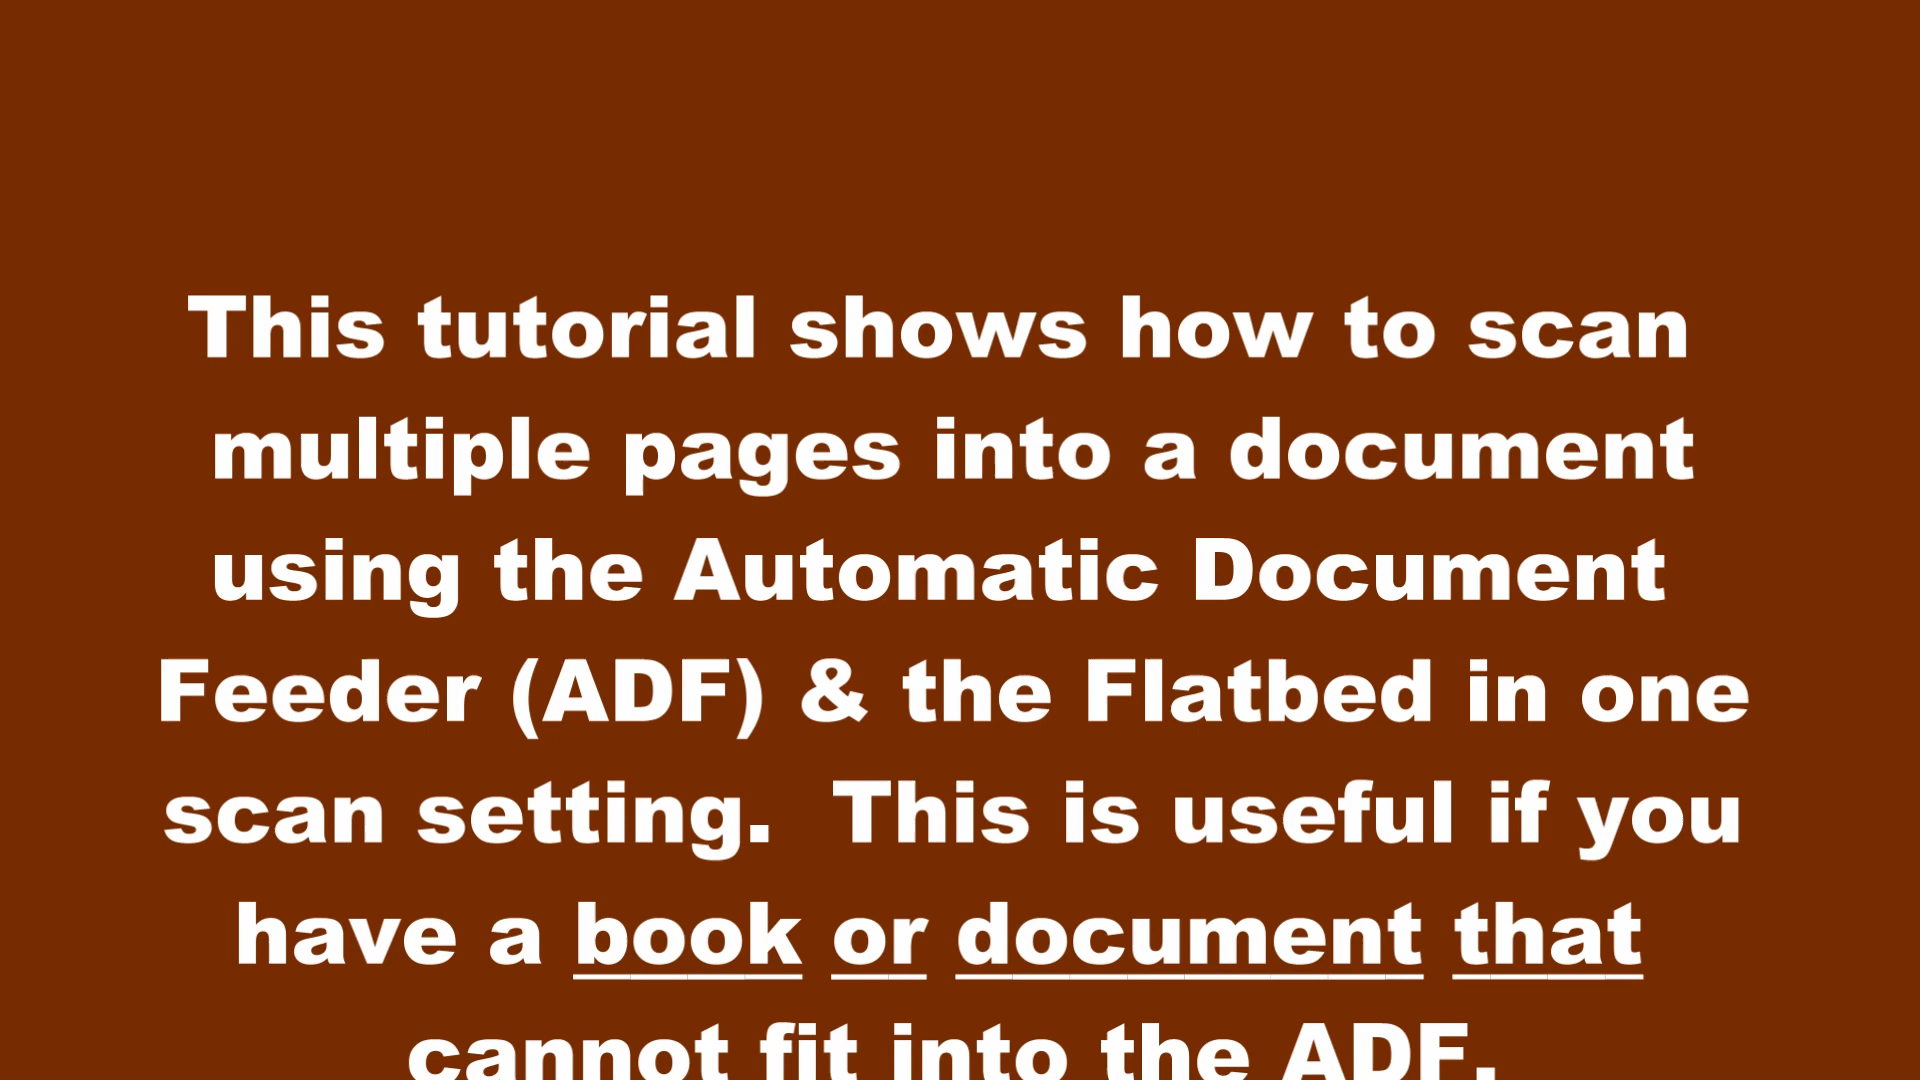 This tutorial shows how to scan
multiple pages into a document
using the Automatic Document
Feeder (ADF) & the Flatbed in one
scan setting.  This is useful if you
have a book or document that
cannot fit into the ADF.